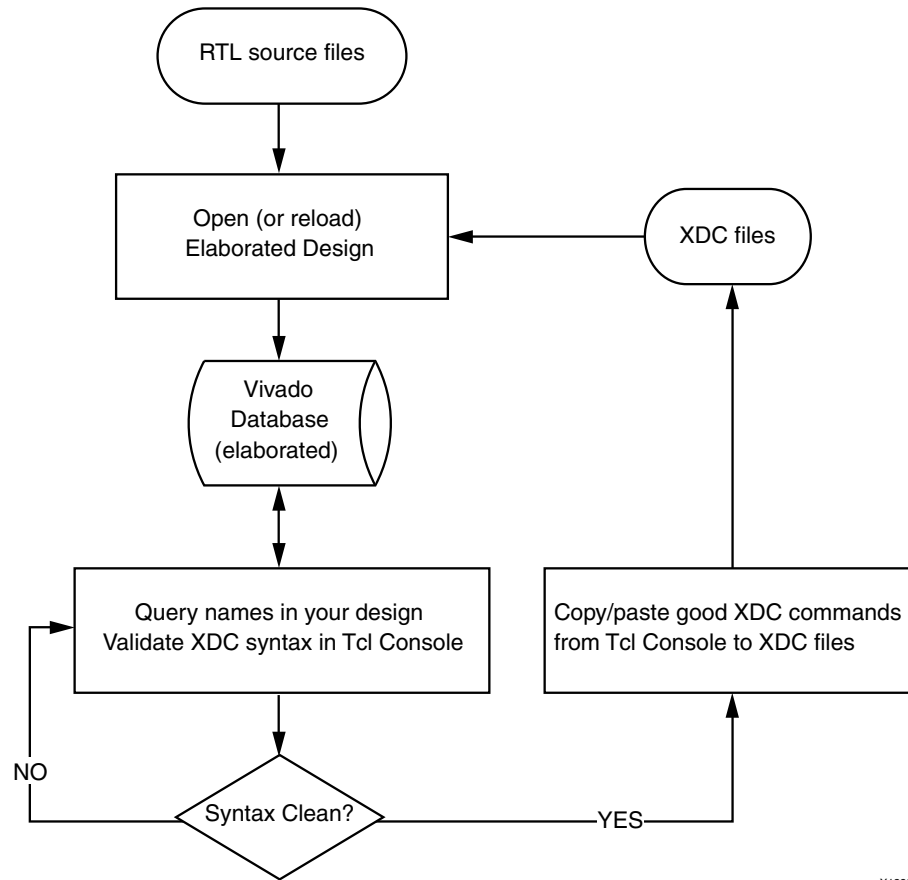 RTL source files
Open (or reload)
Elaborated Design
XDC files
Vivado
Database
(elaborated)
Query names in your design
Validate XDC syntax in Tcl Console
Copy/paste good XDC commands
from Tcl Console to XDC files
NO
Syntax Clean?
YES